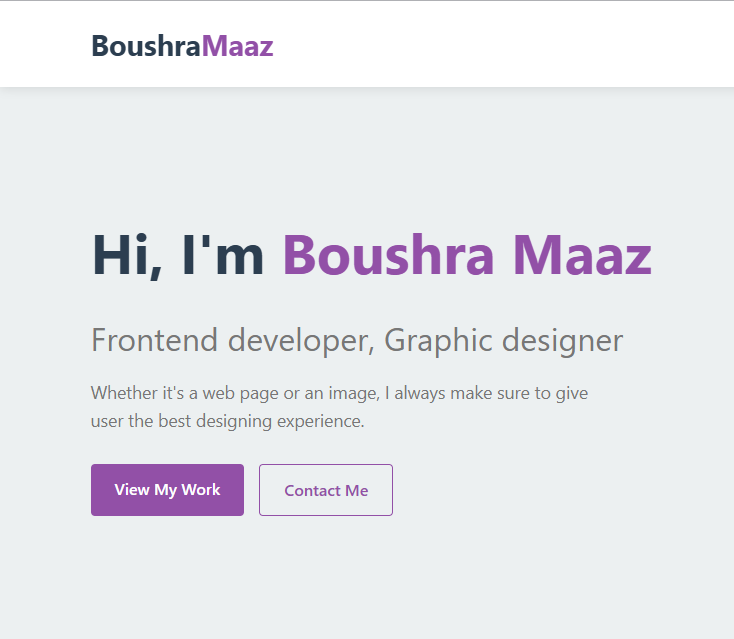 BoushraMaaz
Hi, I'm Boushra Maaz
Frontend developer, Graphic designer
Whether it's a web page or an image, I always make sure to give
user the best designing experience.
View My Work
Contact Me